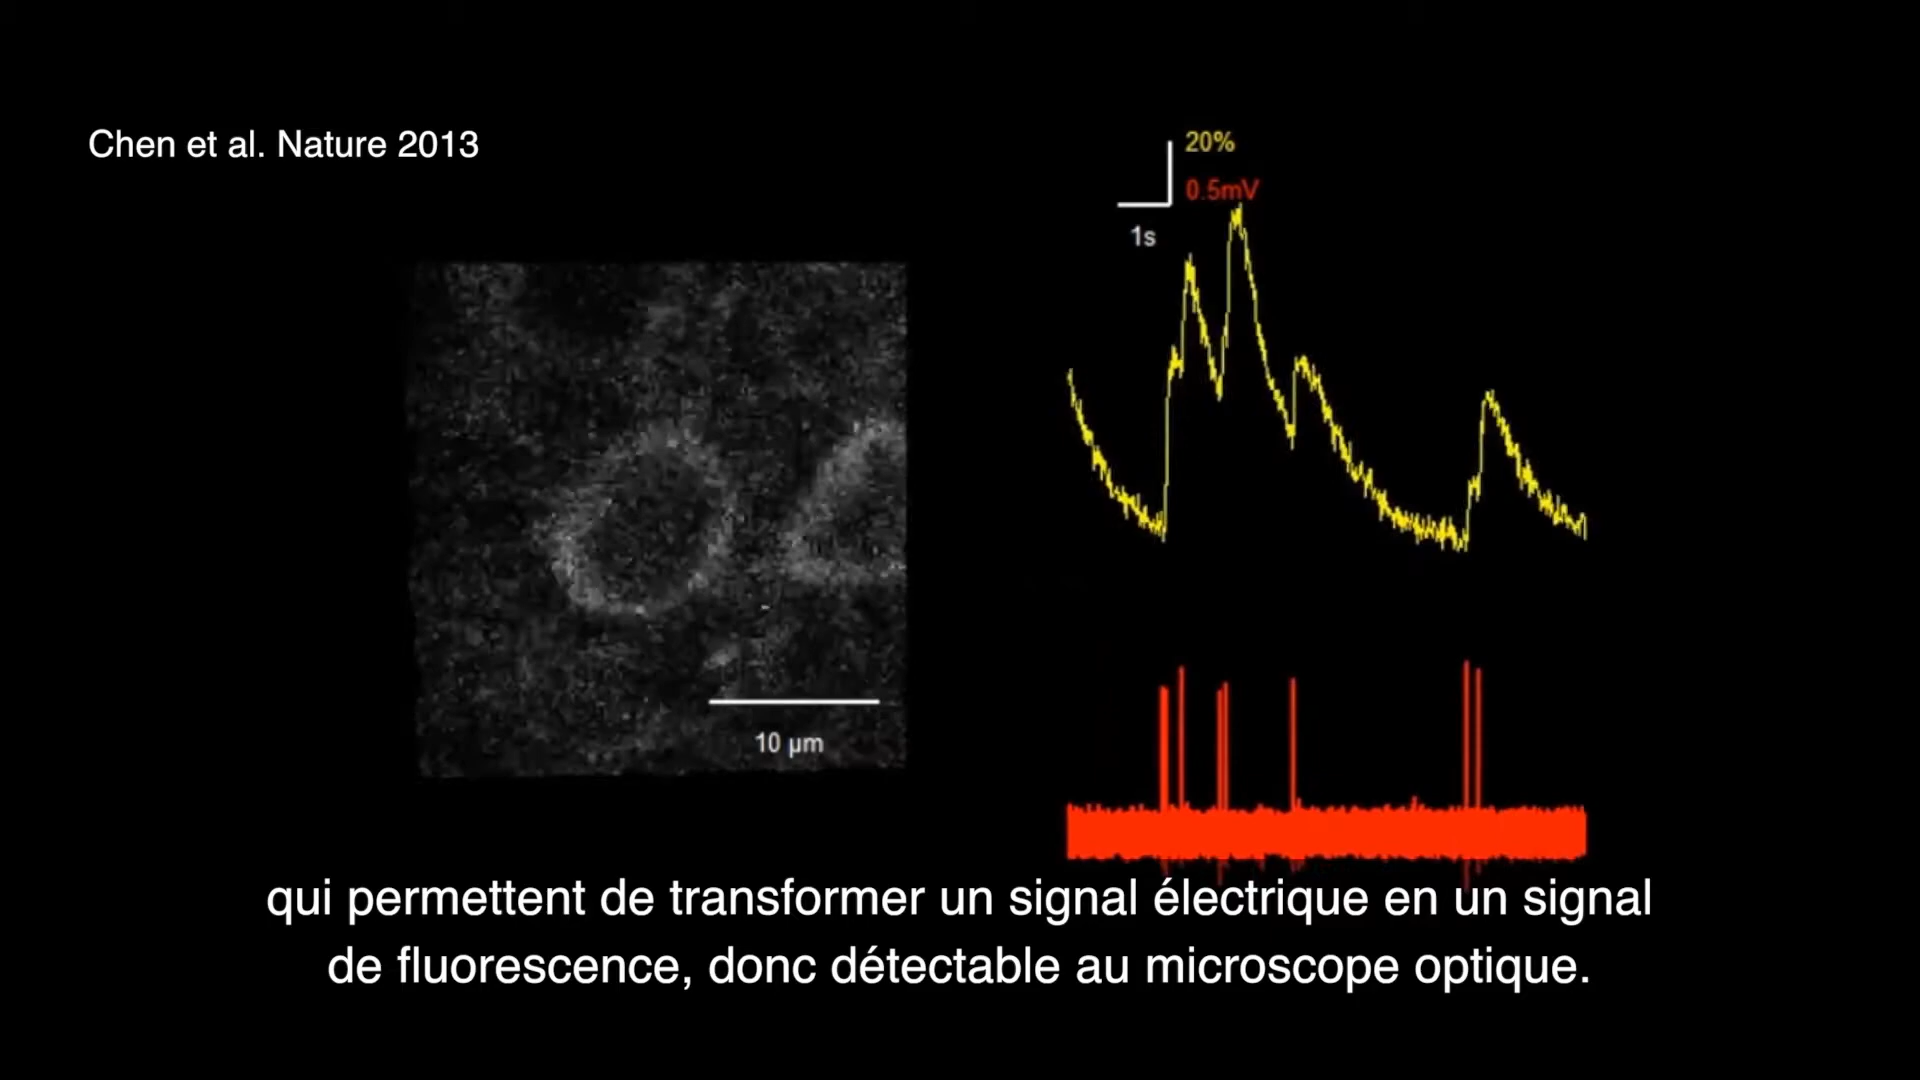 Chen et al. Nature 2013
20%
0.5mV
1s
10 µm
qui permettent de transformer un signal électrique en un signal
de fluorescence, donc détectable au microscope optique.